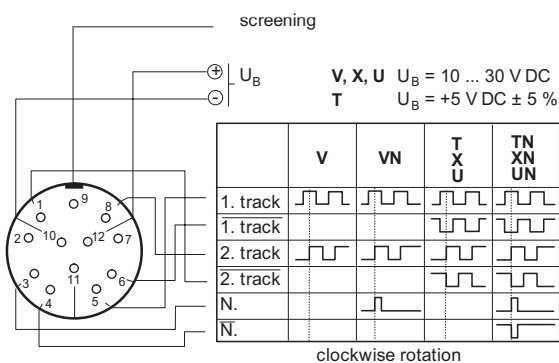 screening
+ U_B V, X, U U_B = 10 ... 30 V DC
- T U_B = +5 V DC ± 5 %
V VN T X U TN XN UN
1. track
1. track
2. track
2. track
N.
N.
1 9 8
2 10 12 7
3 11 6
4 5
clockwise rotation